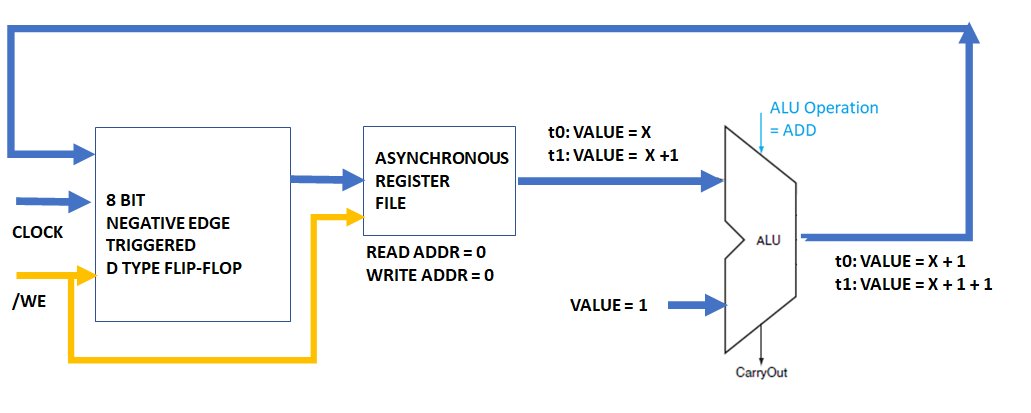 ALU Operation
= ADD
t0: VALUE = X
t1: VALUE =  X +1
ASYNCHRONOUS
REGISTER
FILE
8 BIT
NEGATIVE EDGE
TRIGGERED
D TYPE FLIP-FLOP
CLOCK
/WE
READ ADDR = 0
WRITE ADDR = 0
ALU
t0: VALUE = X + 1
t1: VALUE = X + 1 + 1
VALUE = 1
CarryOut